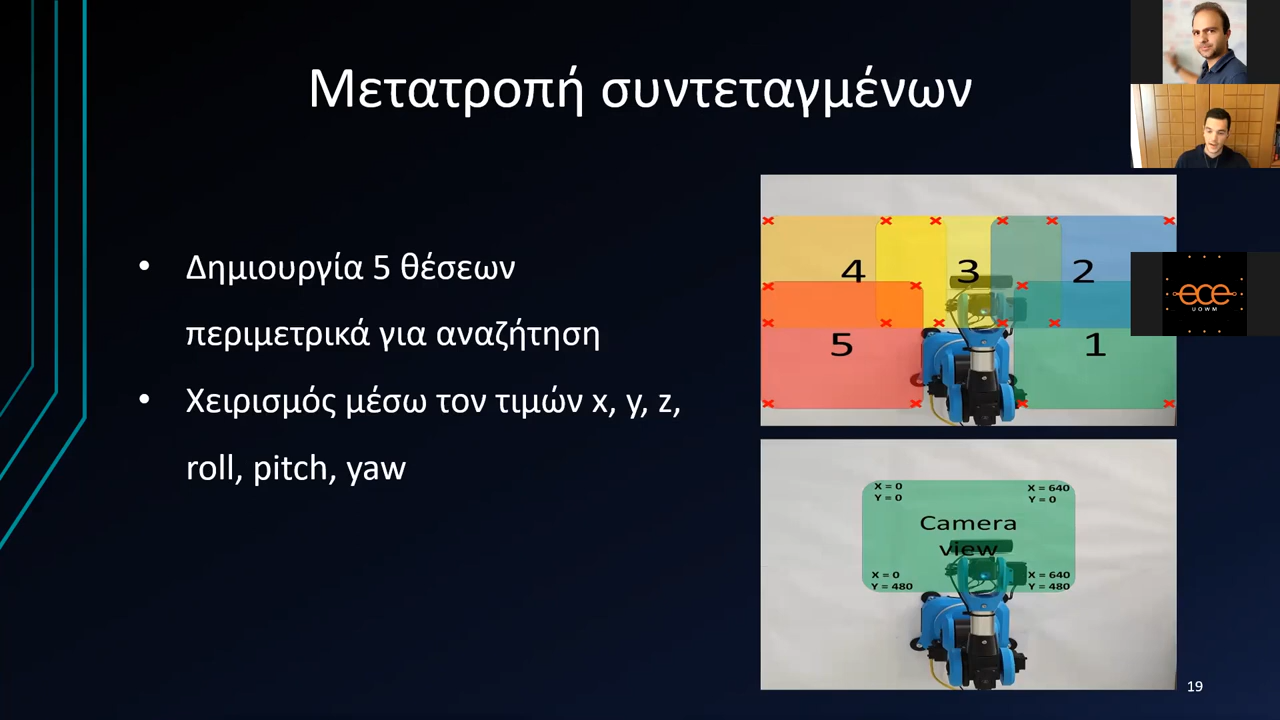 Μετατροπή συντεταγμένων
• Δημιουργία 5 θέσεων
περιμετρικά για αναζήτηση
• Χειρισμός μέσω τον τιμών x, y, z,
roll, pitch, yaw
4
3
2
5
1
ece
UOWM
X = 0
Y = 0
X = 640
Y = 0
Camera
view
X = 0
Y = 480
X = 640
Y = 480
19